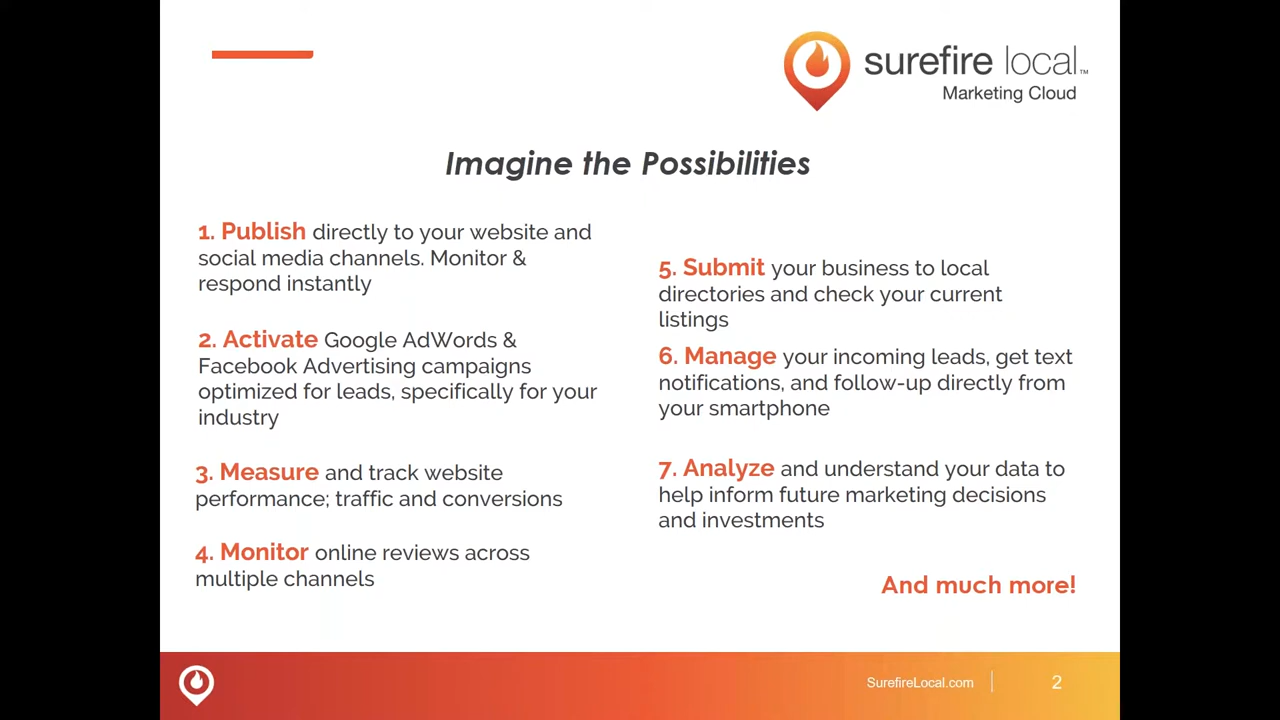 surefire local™
Marketing Cloud
Imagine the Possibilities
1. Publish directly to your website and
social media channels. Monitor &
respond instantly
2. Activate Google AdWords &
Facebook Advertising campaigns
optimized for leads, specifically for your
industry
3. Measure and track website
performance; traffic and conversions
4. Monitor online reviews across
multiple channels
5. Submit your business to local
directories and check your current
listings
6. Manage your incoming leads, get text
notifications, and follow-up directly from
your smartphone
7. Analyze and understand your data to
help inform future marketing decisions
and investments
And much more!
SurefireLocal.com
2